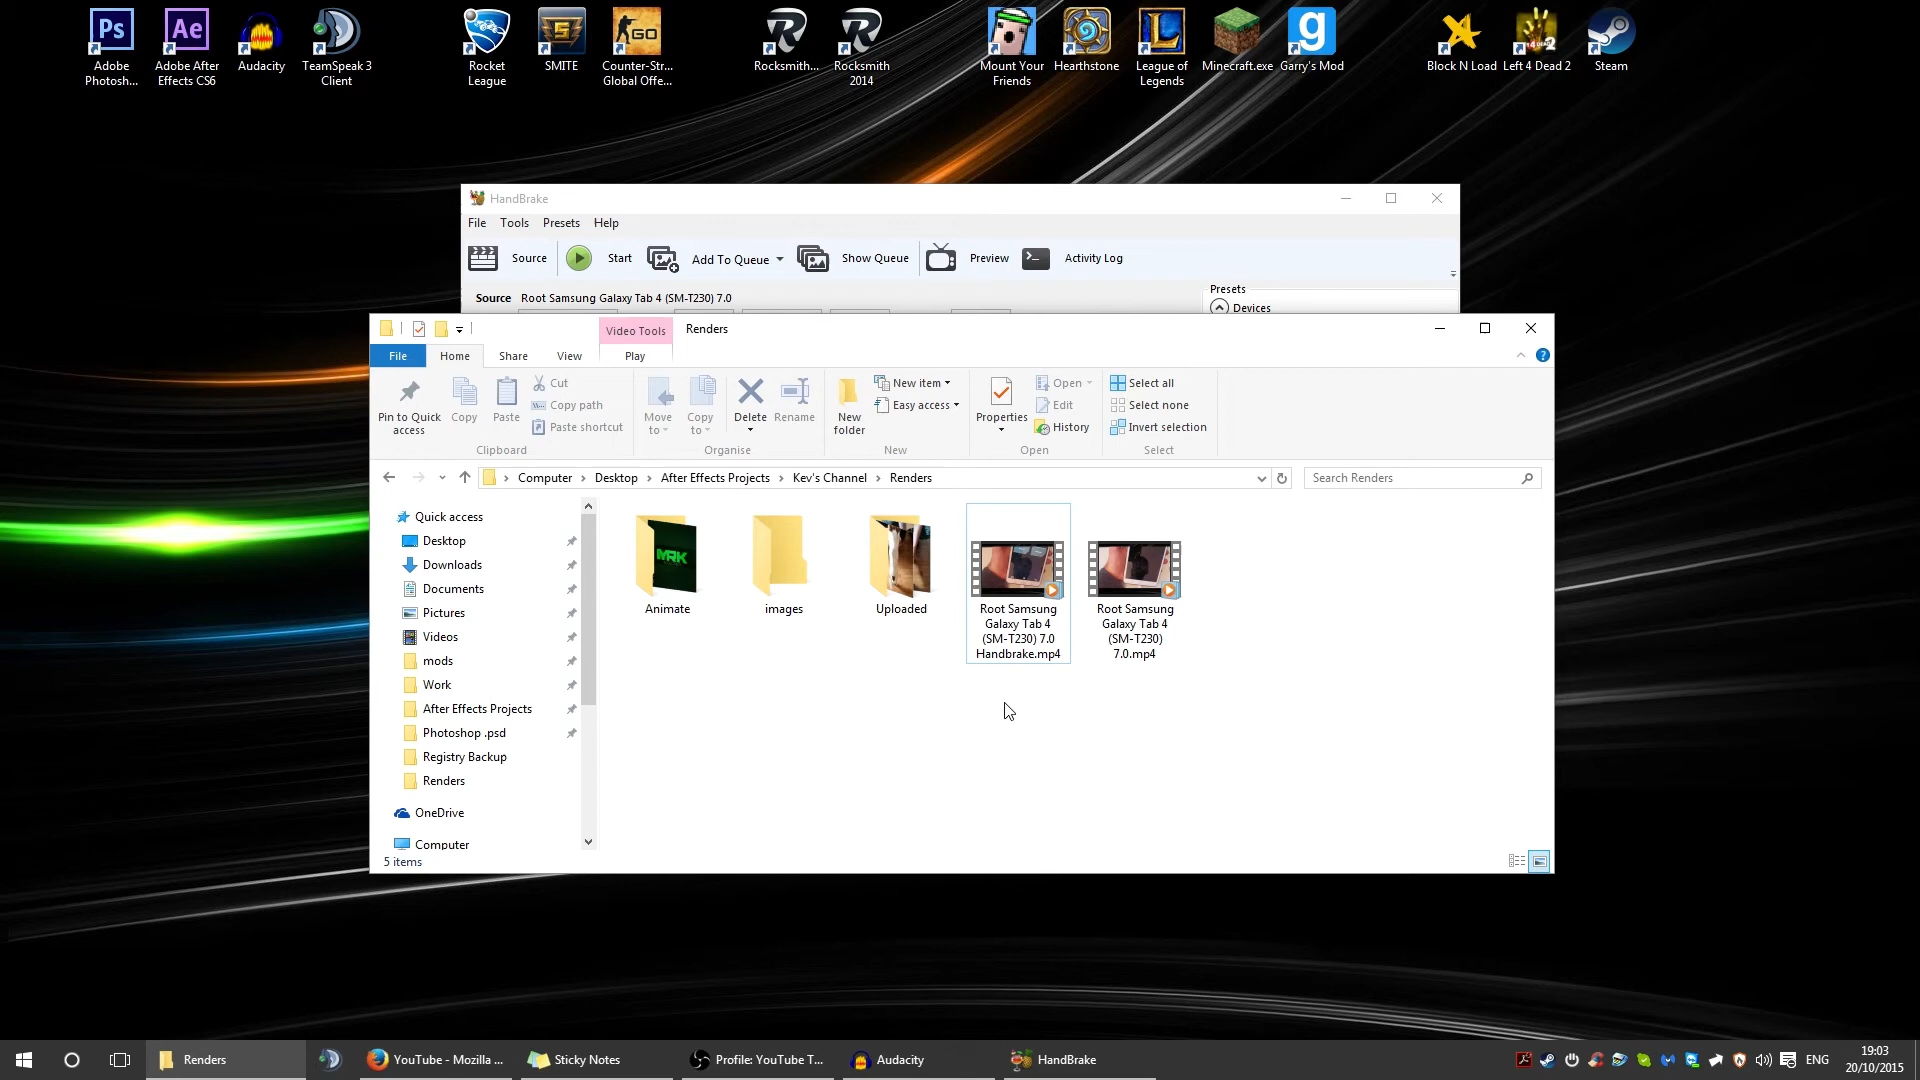 Ps
Adobe
Photosh...
Ae
Adobe After
Effects CS6
Audacity
TeamSpeak 3
Client
Rocket
League
SMITE
GO
Counter-Str...
Global Offe...
Rocksmith...
Rocksmith
2014
Mount Your
Friends
Hearthstone
L
League of
Legends
Minecraft.exe
g
Garry's Mod
Block N Load
2
Left 4 Dead 2
Steam
HandBrake
File Tools Presets Help
Source Start Add To Queue Show Queue Preview Activity Log
Source Root Samsung Galaxy Tab 4 (SM-T230) 7.0
Presets
Devices
Video Tools Renders
File Home Share View Play
Pin to Quick
access
Copy
Paste
Cut
Copy path
Paste shortcut
Clipboard
Move
to
Copy
to
Delete
Rename
Organise
New
folder
New item
Easy access
New
Properties
Open
Edit
History
Open
Select all
Select none
Invert selection
Select
Computer Desktop After Effects Projects Kev's Channel Renders
Search Renders
Quick access
Desktop
Downloads
Documents
Pictures
Videos
mods
Work
After Effects Projects
Photoshop .psd
Registry Backup
Renders
OneDrive
Computer
MRK
Animate
images
Uploaded
Root Samsung
Galaxy Tab 4
(SM-T230) 7.0
Handbrake.mp4
Root Samsung
Galaxy Tab 4
(SM-T230)
7.0.mp4
5 items
Renders
YouTube - Mozilla ...
Sticky Notes
Profile: YouTube T...
Audacity
HandBrake
ENG
19:03
20/10/2015